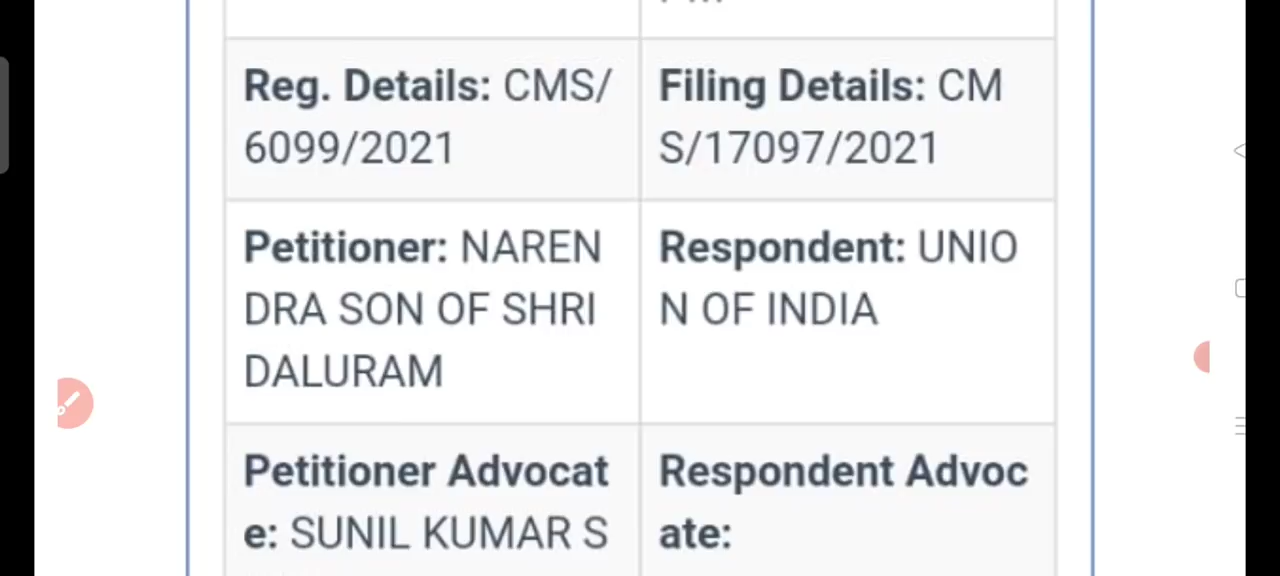 Reg. Details: CMS/
6099/2021
Filing Details: CM
S/17097/2021
Petitioner: NAREN
DRA SON OF SHRI
DALURAM
Respondent: UNIO
N OF INDIA
Petitioner Advocat
e: SUNIL KUMAR S
Respondent Advoc
ate: